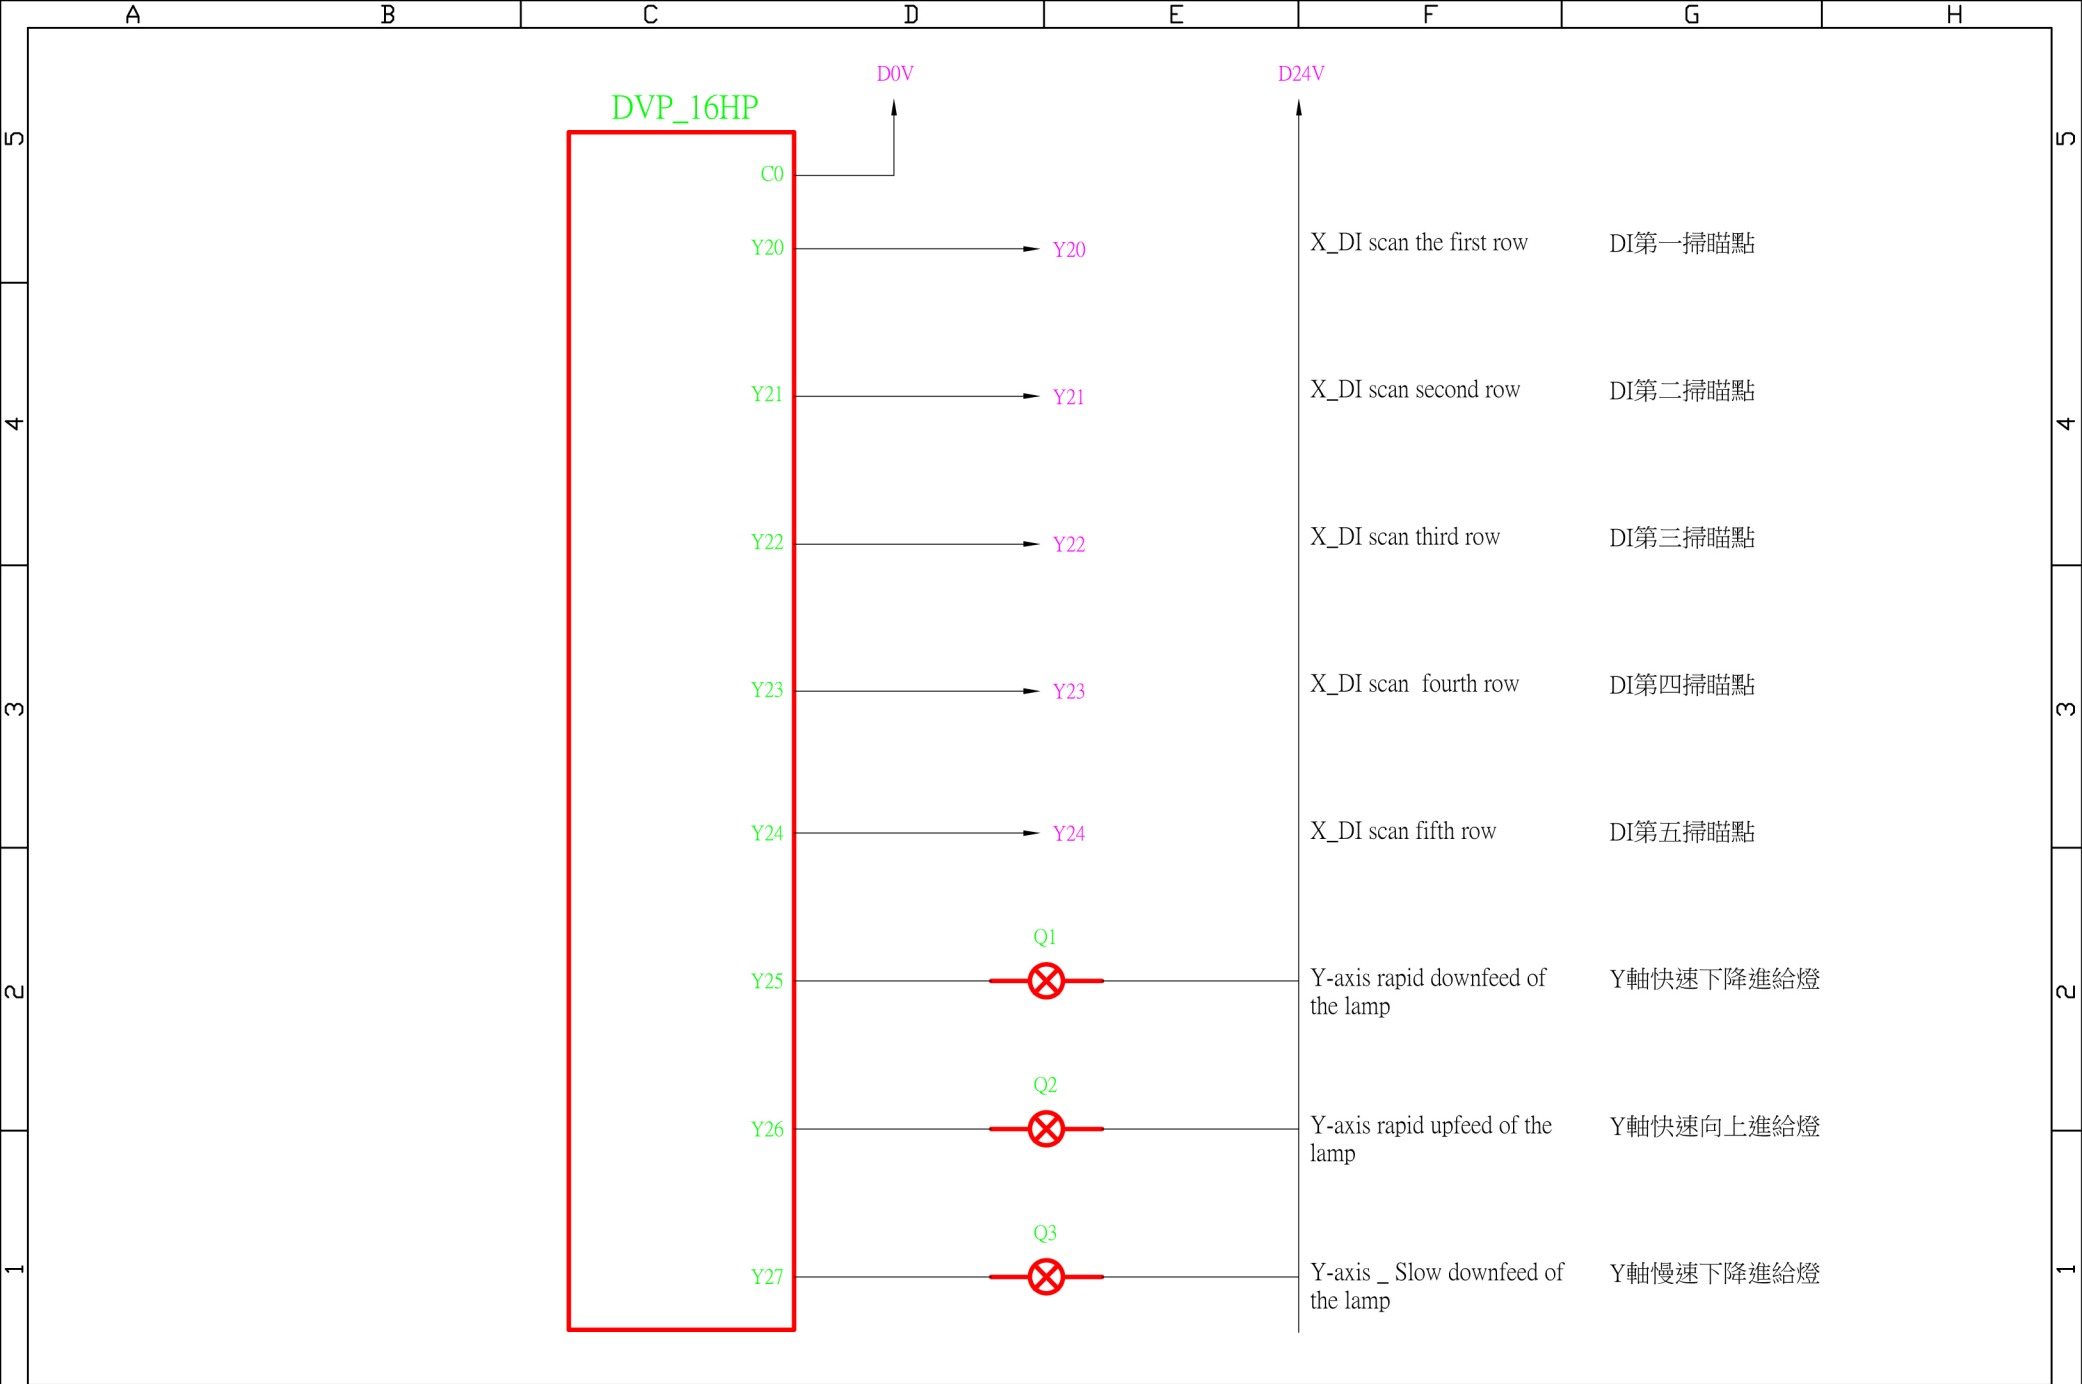 A B C D E F G H
D0V D24V
DVP_16HP
5 5
C0
Y20 Y20 X_DI scan the first row DI第一掃瞄點
Y21 Y21 X_DI scan second row DI第二掃瞄點
4 4
Y22 Y22 X_DI scan third row DI第三掃瞄點
Y23 Y23 X_DI scan  fourth row DI第四掃瞄點
3 3
Y24 Y24 X_DI scan fifth row DI第五掃瞄點
Q1
Y25 Y-axis rapid downfeed of Y軸快速下降進給燈
the lamp
2 2
Q2
Y26 Y-axis rapid upfeed of the Y軸快速向上進給燈
lamp
Q3
Y27 Y-axis _ Slow downfeed of Y軸慢速下降進給燈
the lamp
1 1